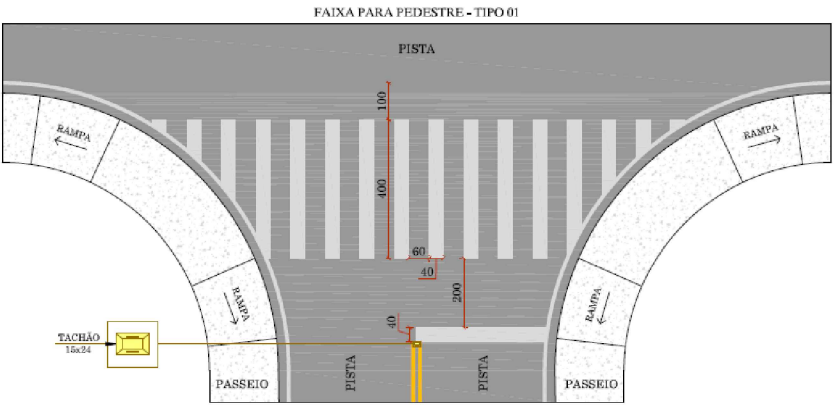 FAIXA PARA PEDESTRE - TIPO 01
PISTA
100
RAMPA
RAMPA
400
60
40
200
RAMPA
RAMPA
40
TACHÃO
15x24
PISTA
PISTA
PASSEIO
PASSEIO